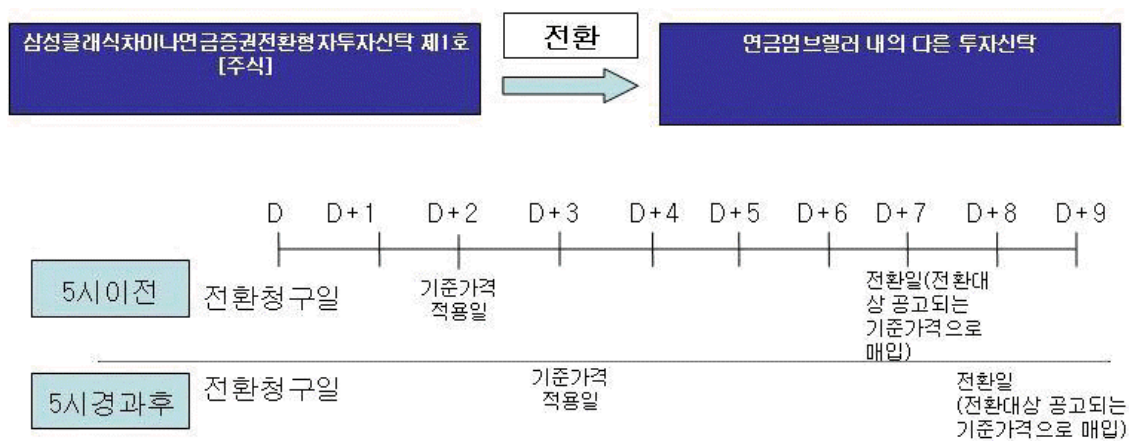 삼성클래식차이나연금증권전환형자투자신탁 제1호
[주식]
전환
연금엄브렐러 내의 다른 투자신탁
D D+1 D+2 D+3 D+4 D+5 D+6 D+7 D+8 D+9
5시이전
전환청구일
기준가격
적용일
전환일(전환대
상 공고되는
기준가격으로
매입)
5시경과후
전환청구일
기준가격
적용일
전환일
(전환대상 공고되는
기준가격으로 매입)